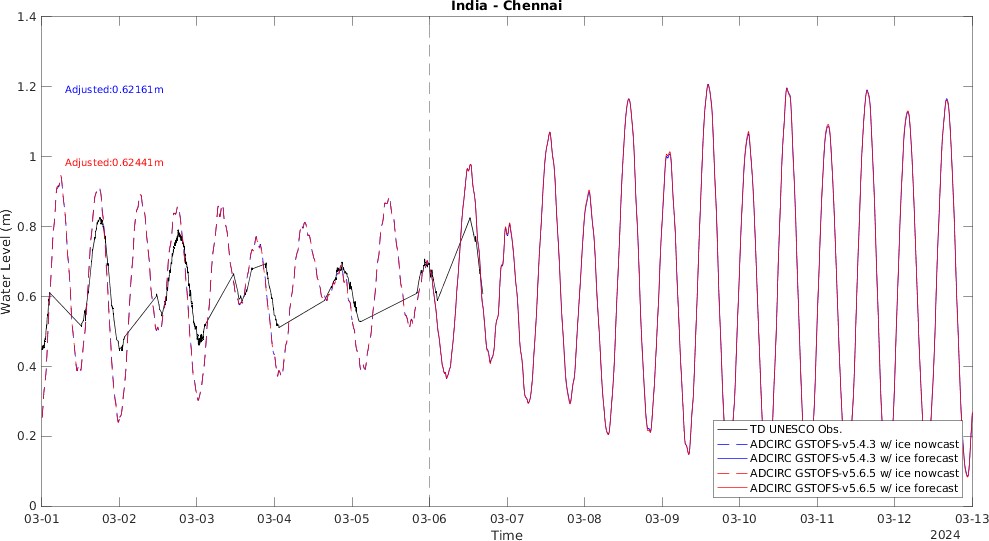 India - Chennai
1.4
1.2
1
0.8
0.6
0.4
0.2
0
Water Level (m)
Adjusted:0.62161m
Adjusted:0.62441m
TD UNESCO Obs.
ADCIRC GSTOFS-v5.4.3 w/ ice nowcast
ADCIRC GSTOFS-v5.4.3 w/ ice forecast
ADCIRC GSTOFS-v5.6.5 w/ ice nowcast
ADCIRC GSTOFS-v5.6.5 w/ ice forecast
03-01 03-02 03-03 03-04 03-05 03-06 03-07 03-08 03-09 03-10 03-11 03-12 03-13
Time
2024